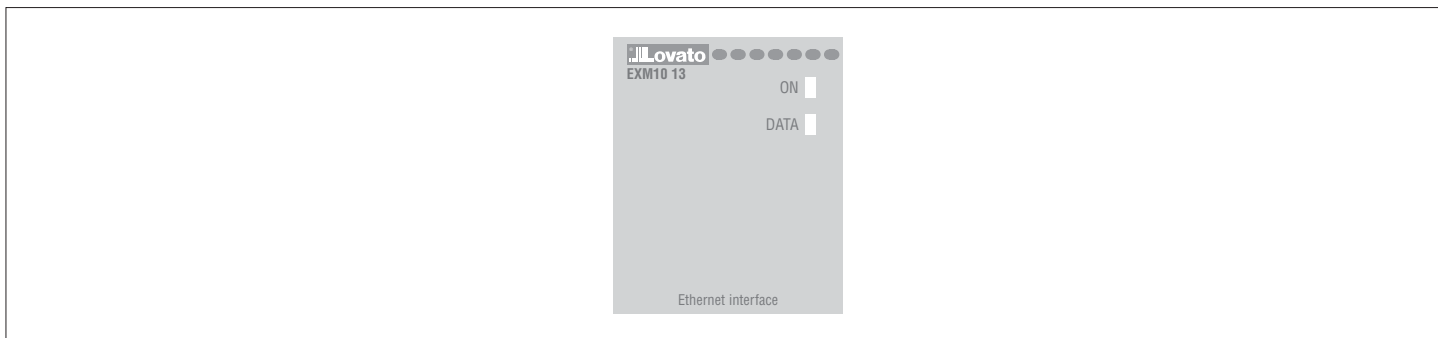 Lovato
EXM10 13
ON
DATA
Ethernet interface